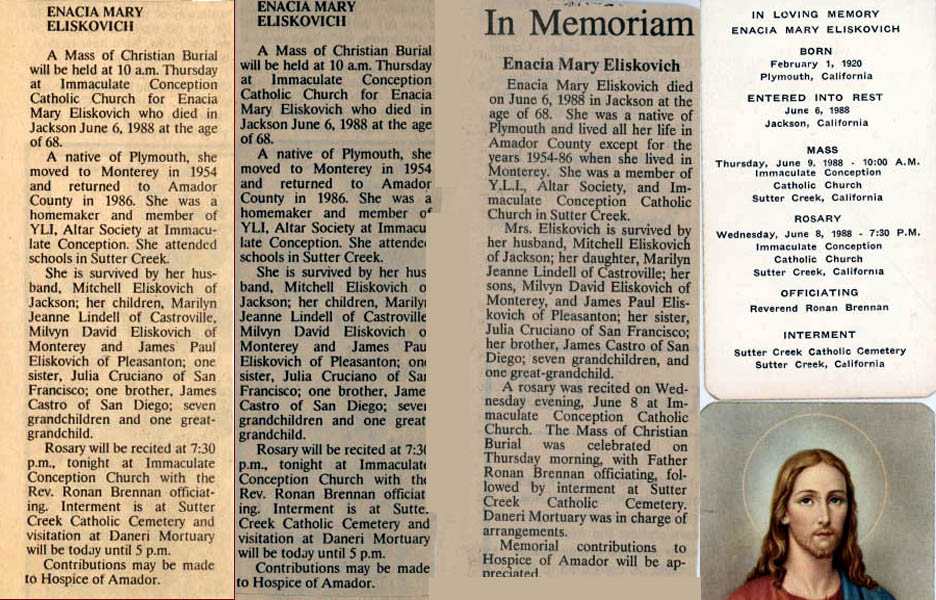 ENACIA MARY
ELISKOVICH
A Mass of Christian Burial
will be held at 10 a.m. Thursday
at Immaculate Conception
Catholic Church for Enacia
Mary Eliskovich who died in
Jackson June 6, 1988 at the age
of 68.
A native of Plymouth, she
moved to Monterey in 1954
and returned to Amador
County in 1986. She was a
homemaker and member of
YLI, Altar Society at Immacu-
late Conception. She attended
schools in Sutter Creek.
She is survived by her hus-
band, Mitchell Eliskovich of
Jackson; her children, Marilyn
Jeanne Lindell of Castroville,
Milvyn David Eliskovich of
Monterey and James Paul
Eliskovich of Pleasanton; one
sister, Julia Cruciano of San
Francisco; one brother, James
Castro of San Diego; seven
grandchildren and one great-
grandchild.
Rosary will be recited at 7:30
p.m., tonight at Immaculate
Conception Church with the
Rev. Ronan Brennan officiat-
ing. Interment is at Sutter
Creek Catholic Cemetery and
visitation at Daneri Mortuary
will be today until 5 p.m.
Contributions may be made
to Hospice of Amador.
ENACIA MARY
ELISKOVICH
A Mass of Christian Burial
will be held at 10 a.m. Thursday
at Immaculate Conception
Catholic Church for Enacia
Mary Eliskovich who died in
Jackson June 6, 1988 at the age
of 68.
A native of Plymouth, she
moved to Monterey in 1954
and returned to Amador
County in 1986. She was a
homemaker and member of
YLI, Altar Society at Immacu
late Conception. She attende
schools in Sutter Creek.
She is survived by her hus
band, Mitchell Eliskovich o
Jackson; her children, Marily
Jeanne Lindell of Castroville
Milvyn David Eliskovich o
Monterey and James Pau
Eliskovich of Pleasanton; one
sister, Julia Cruciano of Sa
Francisco; one brother, Jame
Castro of San Diego; seve
grandchildren and one great
grandchild.
Rosary will be recited at 7:30
p.m., tonight at Immaculate
Conception Church with the
Rev. Ronan Brennan officiat
ing. Interment is at Sutte.
Creek Catholic Cemetery and
visitation at Daneri Mortuary
will be today until 5 p.m.
Contributions may be made
to Hospice of Amador.
In Memoriam
Enacia Mary Eliskovich
Enacia Mary Eliskovich died
on June 6, 1988 in Jackson at the
age of 68. She was a native of
Plymouth and lived all her life in
Amador County except for the
years 1954-86 when she lived in
Monterey. She was a member of
Y.L.I., Altar Society, and Im-
maculate Conception Catholic
Church in Sutter Creek.
Mrs. Eliskovich is survived by
her husband, Mitchell Eliskovich
of Jackson; her daughter, Marilyn
Jeanne Lindell of Castroville; her
sons, Milvyn David Eliskovich of
Monterey, and James Paul Elis-
kovich of Pleasanton; her sister,
Julia Cruciano of San Francisco;
her brother, James Castro of San
Diego; seven grandchildren, and
one great-grandchild.
A rosary was recited on Wed-
nesday evening, June 8 at Im-
maculate Conception Catholic
Church. The Mass of Christian
Burial was celebrated on
Thursday morning, with Father
Ronan Brennan officiating, fol-
lowed by interment at Sutter
Creek Catholic Cemetery.
Daneri Mortuary was in charge of
arrangements.
Memorial contributions to
Hospice of Amador will be ap-
preciated.
IN LOVING MEMORY
ENACIA MARY ELISKOVICH
BORN
February 1, 1920
Plymouth, California
ENTERED INTO REST
June 6, 1988
Jackson, California
MASS
Thursday, June 9, 1988 - 10:00 A.M.
Immaculate Conception
Catholic Church
Sutter Creek, California
ROSARY
Wednesday, June 8, 1988 - 7:30 P.M.
Immaculate Conception
Catholic Church
Sutter Creek, California
OFFICIATING
Reverend Ronan Brennan
INTERMENT
Sutter Creek Catholic Cemetery
Sutter Creek, California